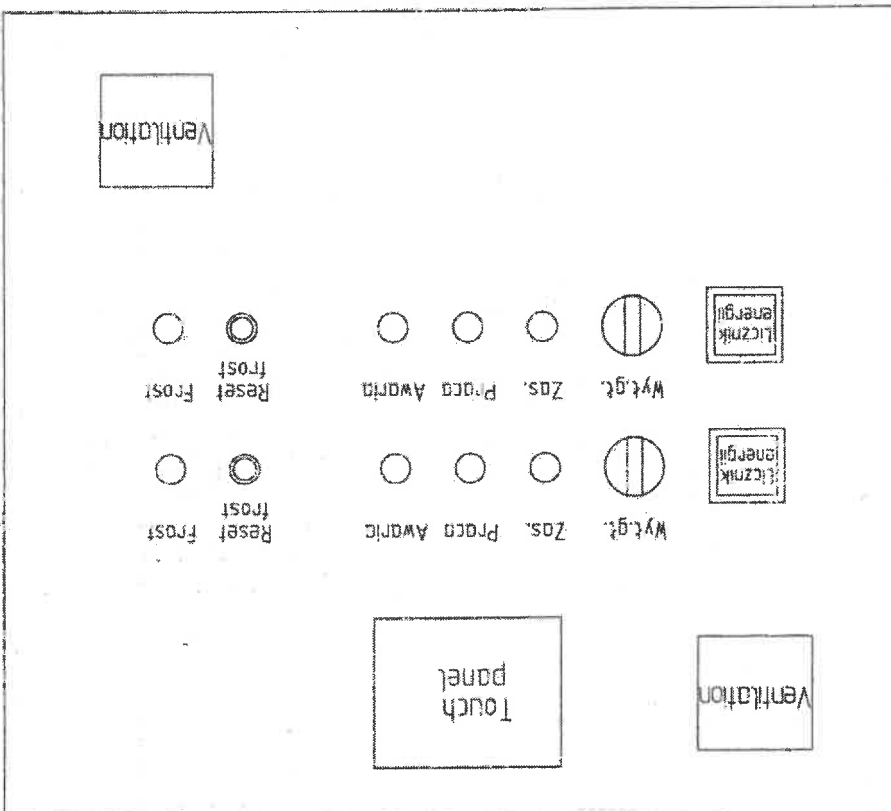 Ventilation
Touch
panel
Wył.gł. Zas. Praca Awaria Reset Frost
frost
Licznik
energii
Wył.gł. Zas. Praca Awaria Reset Frost
frost
Licznik
energii
Ventilation